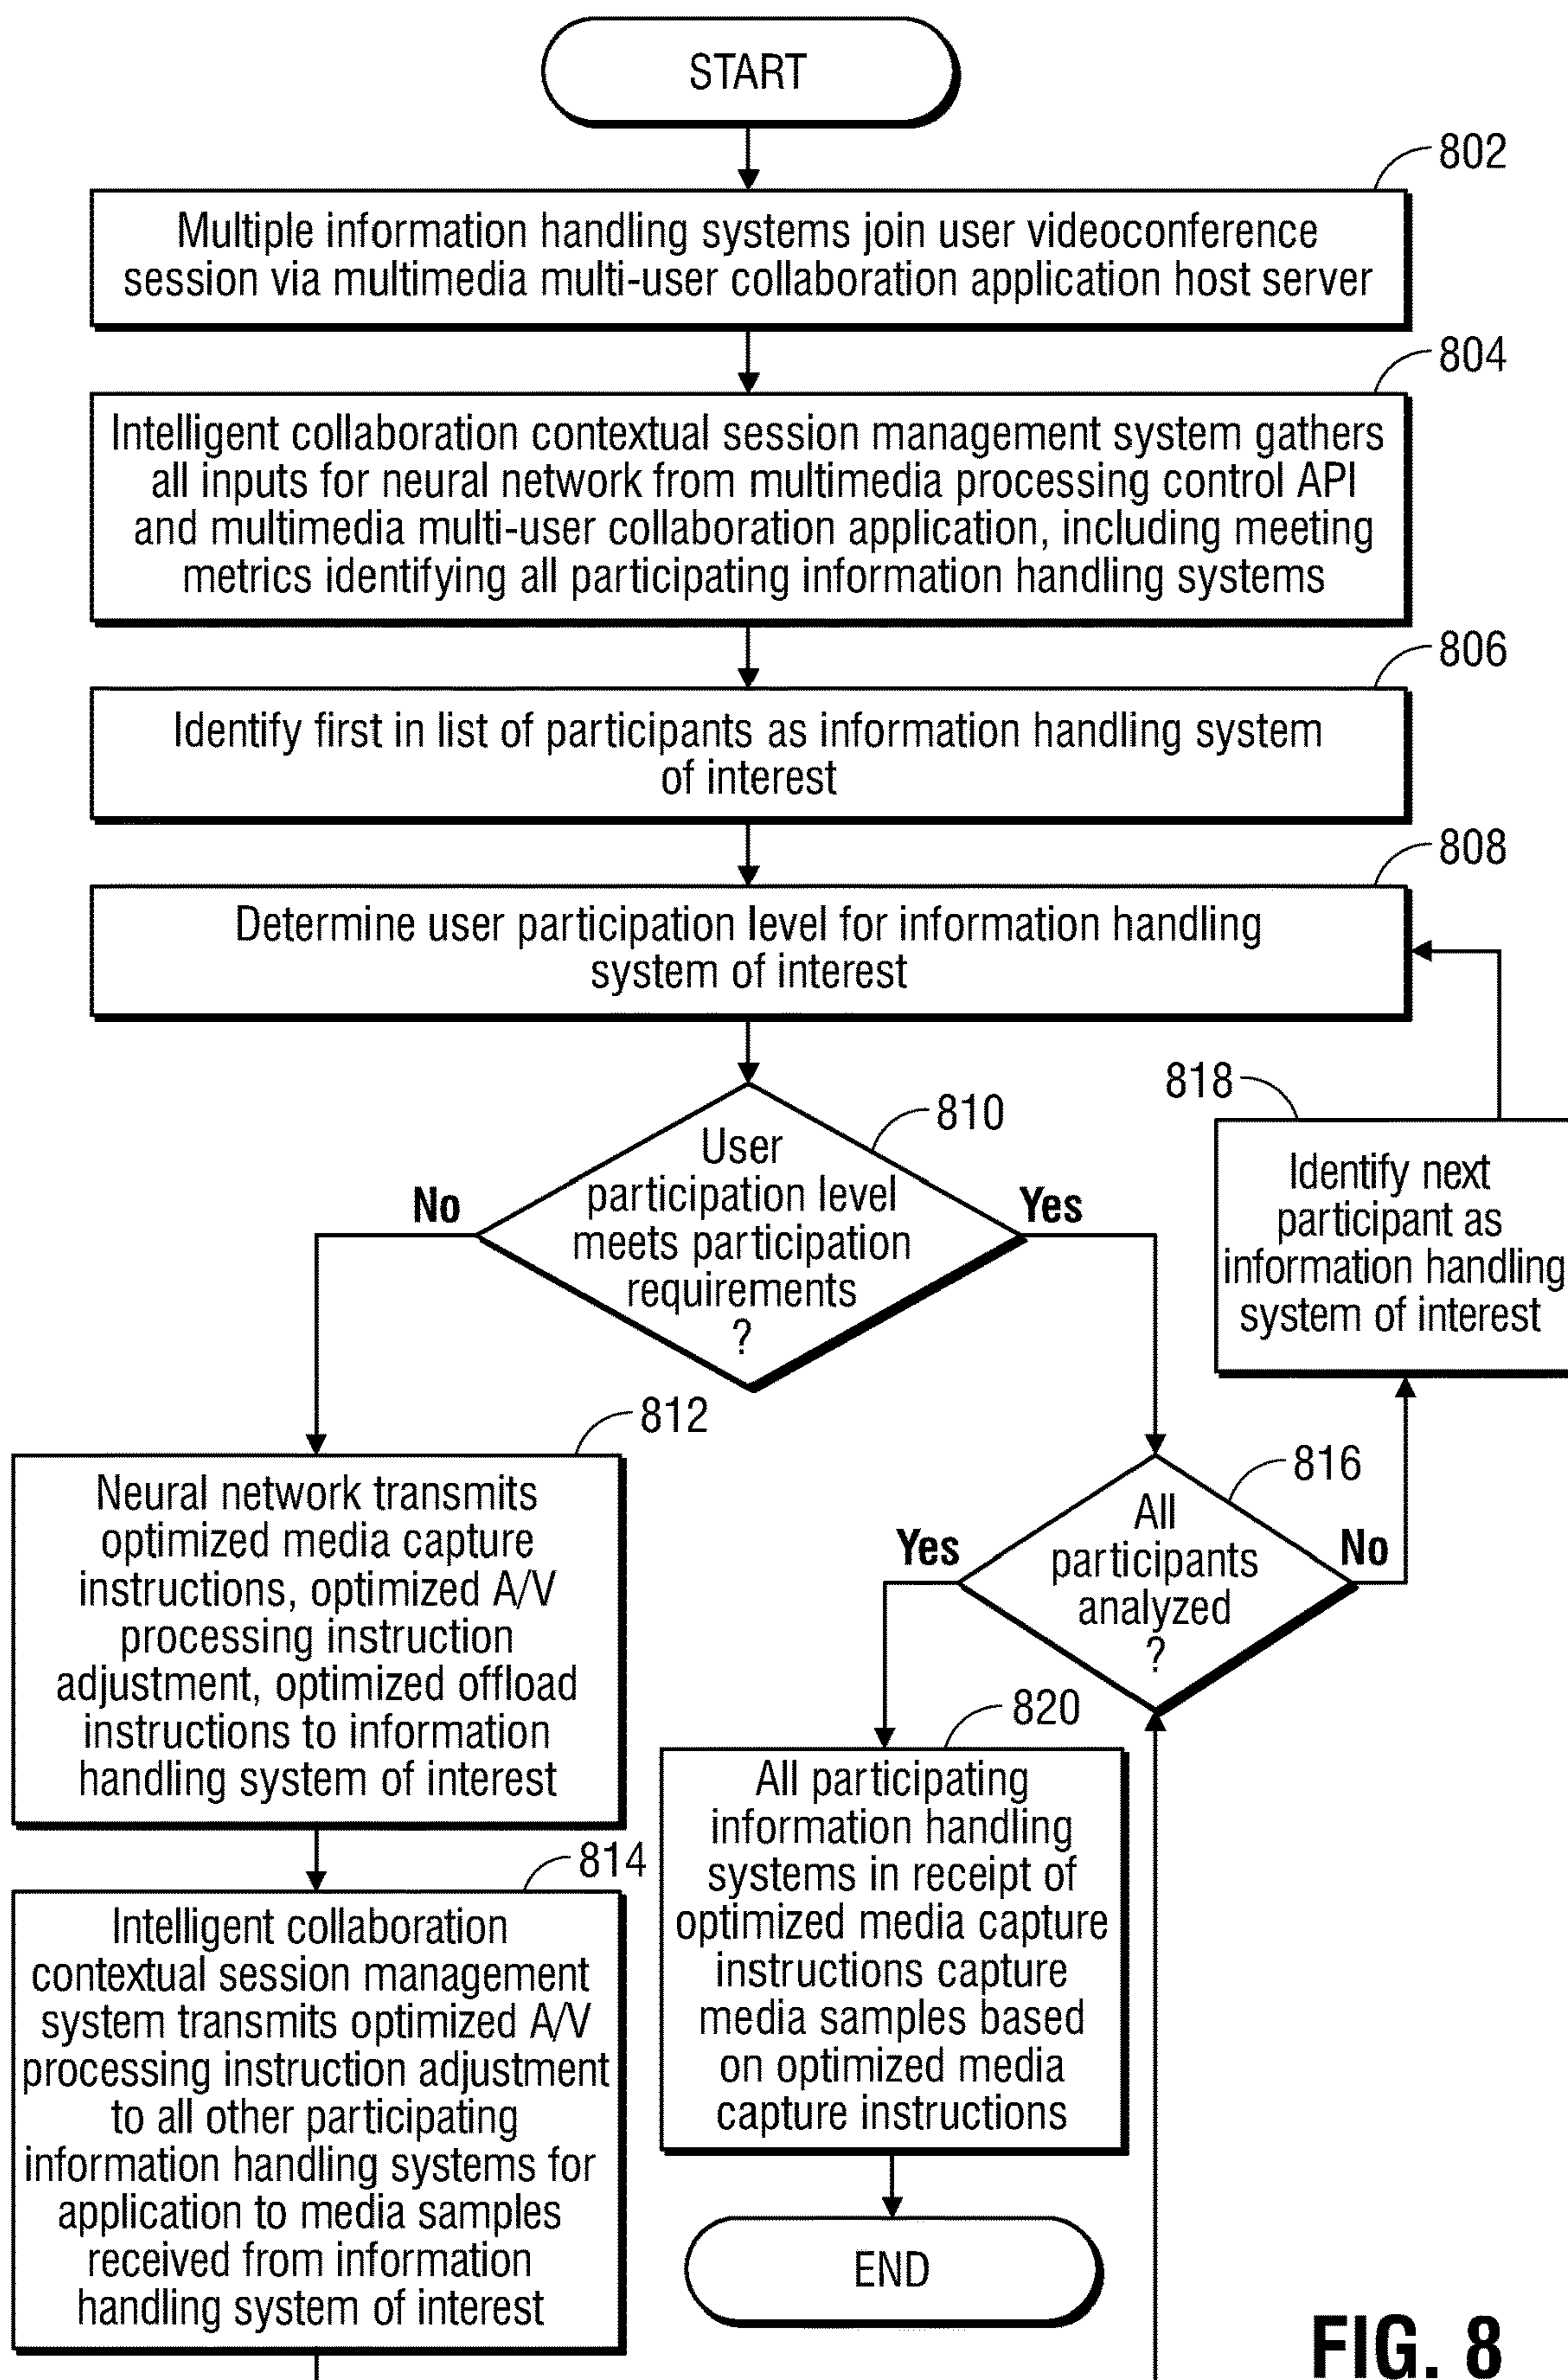 START
802
Multiple information handling systems join user videoconference
session via multimedia multi-user collaboration application host server
804
Intelligent collaboration contextual session management system gathers
all inputs for neural network from multimedia processing control API
and multimedia multi-user collaboration application, including meeting
metrics identifying all participating information handling systems
806
Identify first in list of participants as information handling system
of interest
808
Determine user participation level for information handling
system of interest
810
User
participation level
meets participation
requirements
?
No
Yes
818
Identify next
participant as
information handling
system of interest
812
Neural network transmits
optimized media capture
instructions, optimized A/V
processing instruction
adjustment, optimized offload
instructions to information
handling system of interest
816
All
participants
analyzed
?
Yes
No
814
Intelligent collaboration
contextual session management
system transmits optimized A/V
processing instruction adjustment
to all other participating
information handling systems for
application to media samples
received from information
handling system of interest
820
All participating
information handling
systems in receipt of
optimized media capture
instructions capture
media samples based
on optimized media
capture instructions
END
FIG. 8